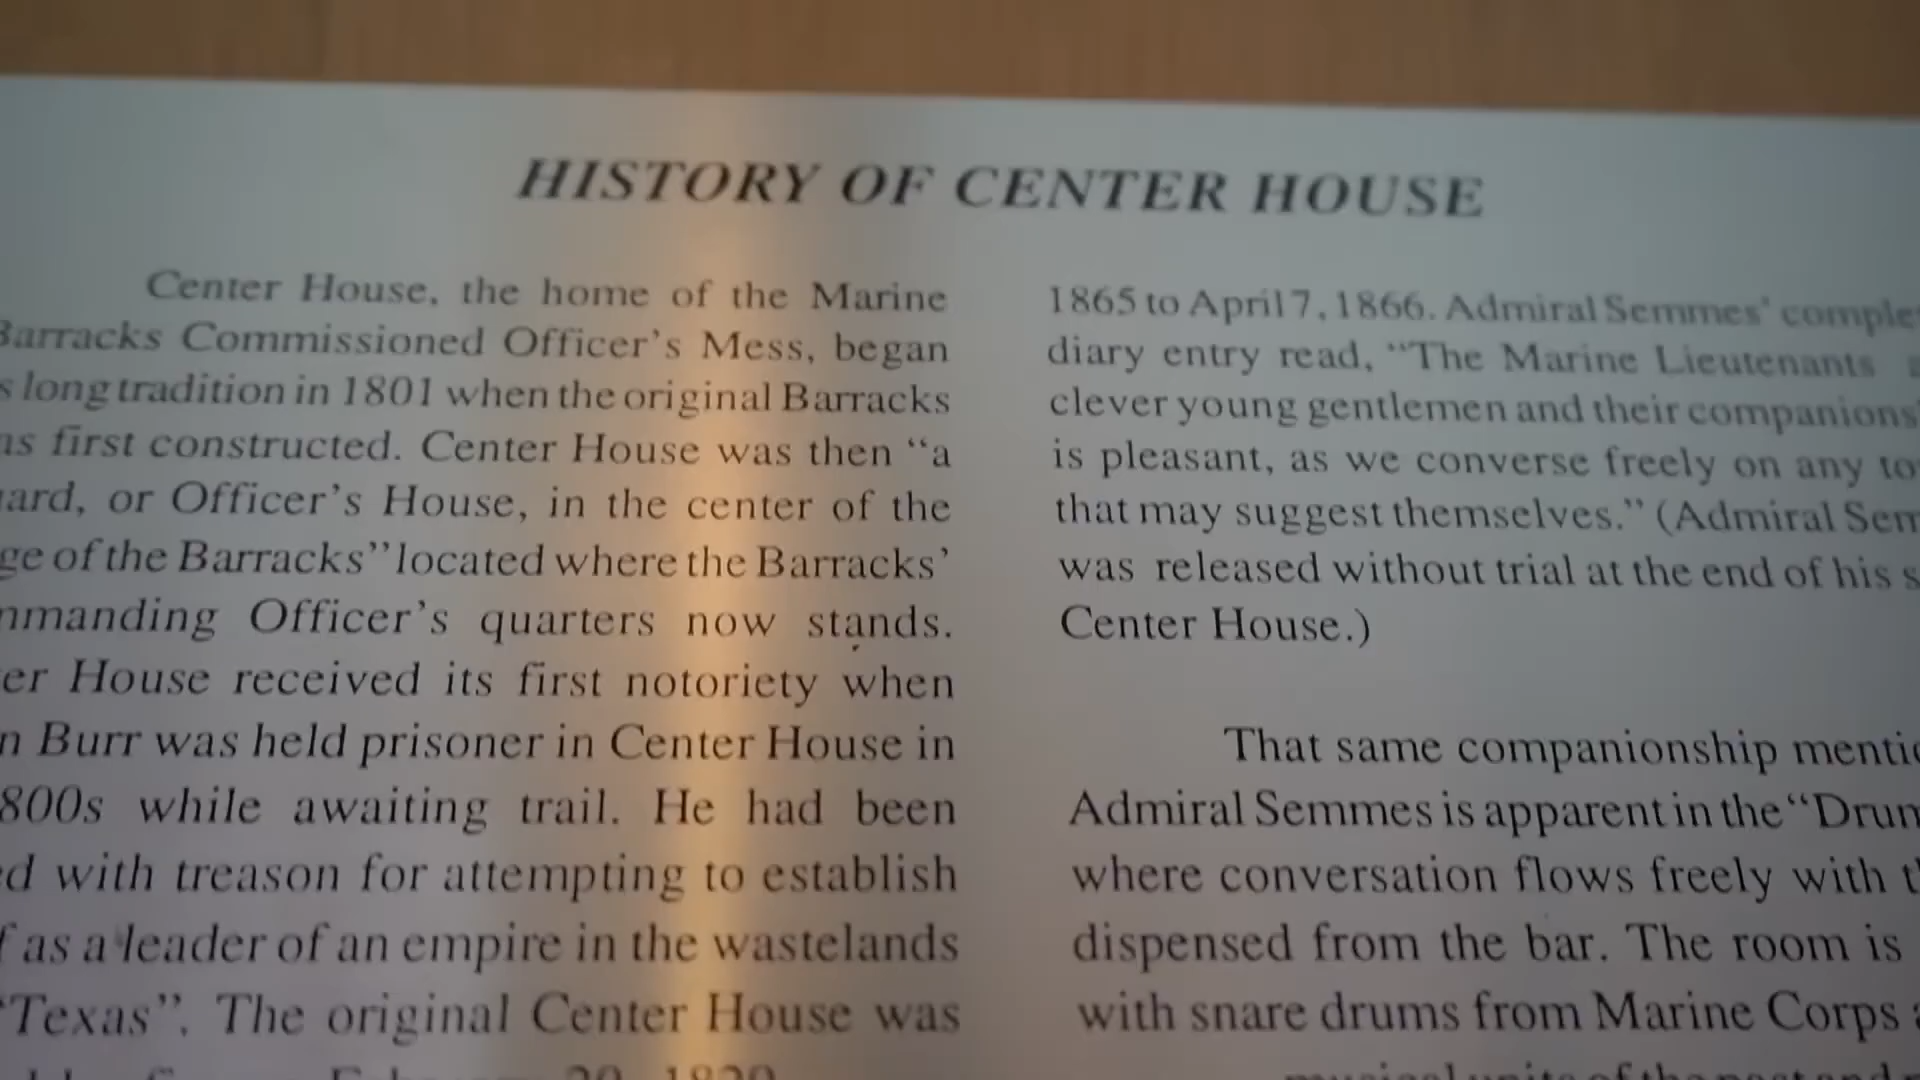 HISTORY OF CENTER HOUSE
Center House, the home of the Marine
Barracks Commissioned Officer's Mess, began
long tradition in 1801 when the original Barracks
first constructed. Center House was then “a
or Officer's House, in the center of the
of the Barracks” located where the Barracks'
Officer's quarters now stands.
House received its first notoriety when
Burr was held prisoner in Center House in
800s while awaiting trail. He had been
with treason for attempting to establish
as a leader of an empire in the wastelands
“Texas”. The original Center House was
1865 to April 7, 1866. Admiral Semmes'
diary entry read, “The Marine Lieutenants
clever young gentlemen and their companions
is pleasant, as we converse freely on any
that may suggest themselves.” (Admiral
was released without trial at the end of his
Center House.)
That same companionship
Admiral Semmes is apparent in the
where conversation flows freely with
dispensed from the bar. The room is
with snare drums from Marine Corps